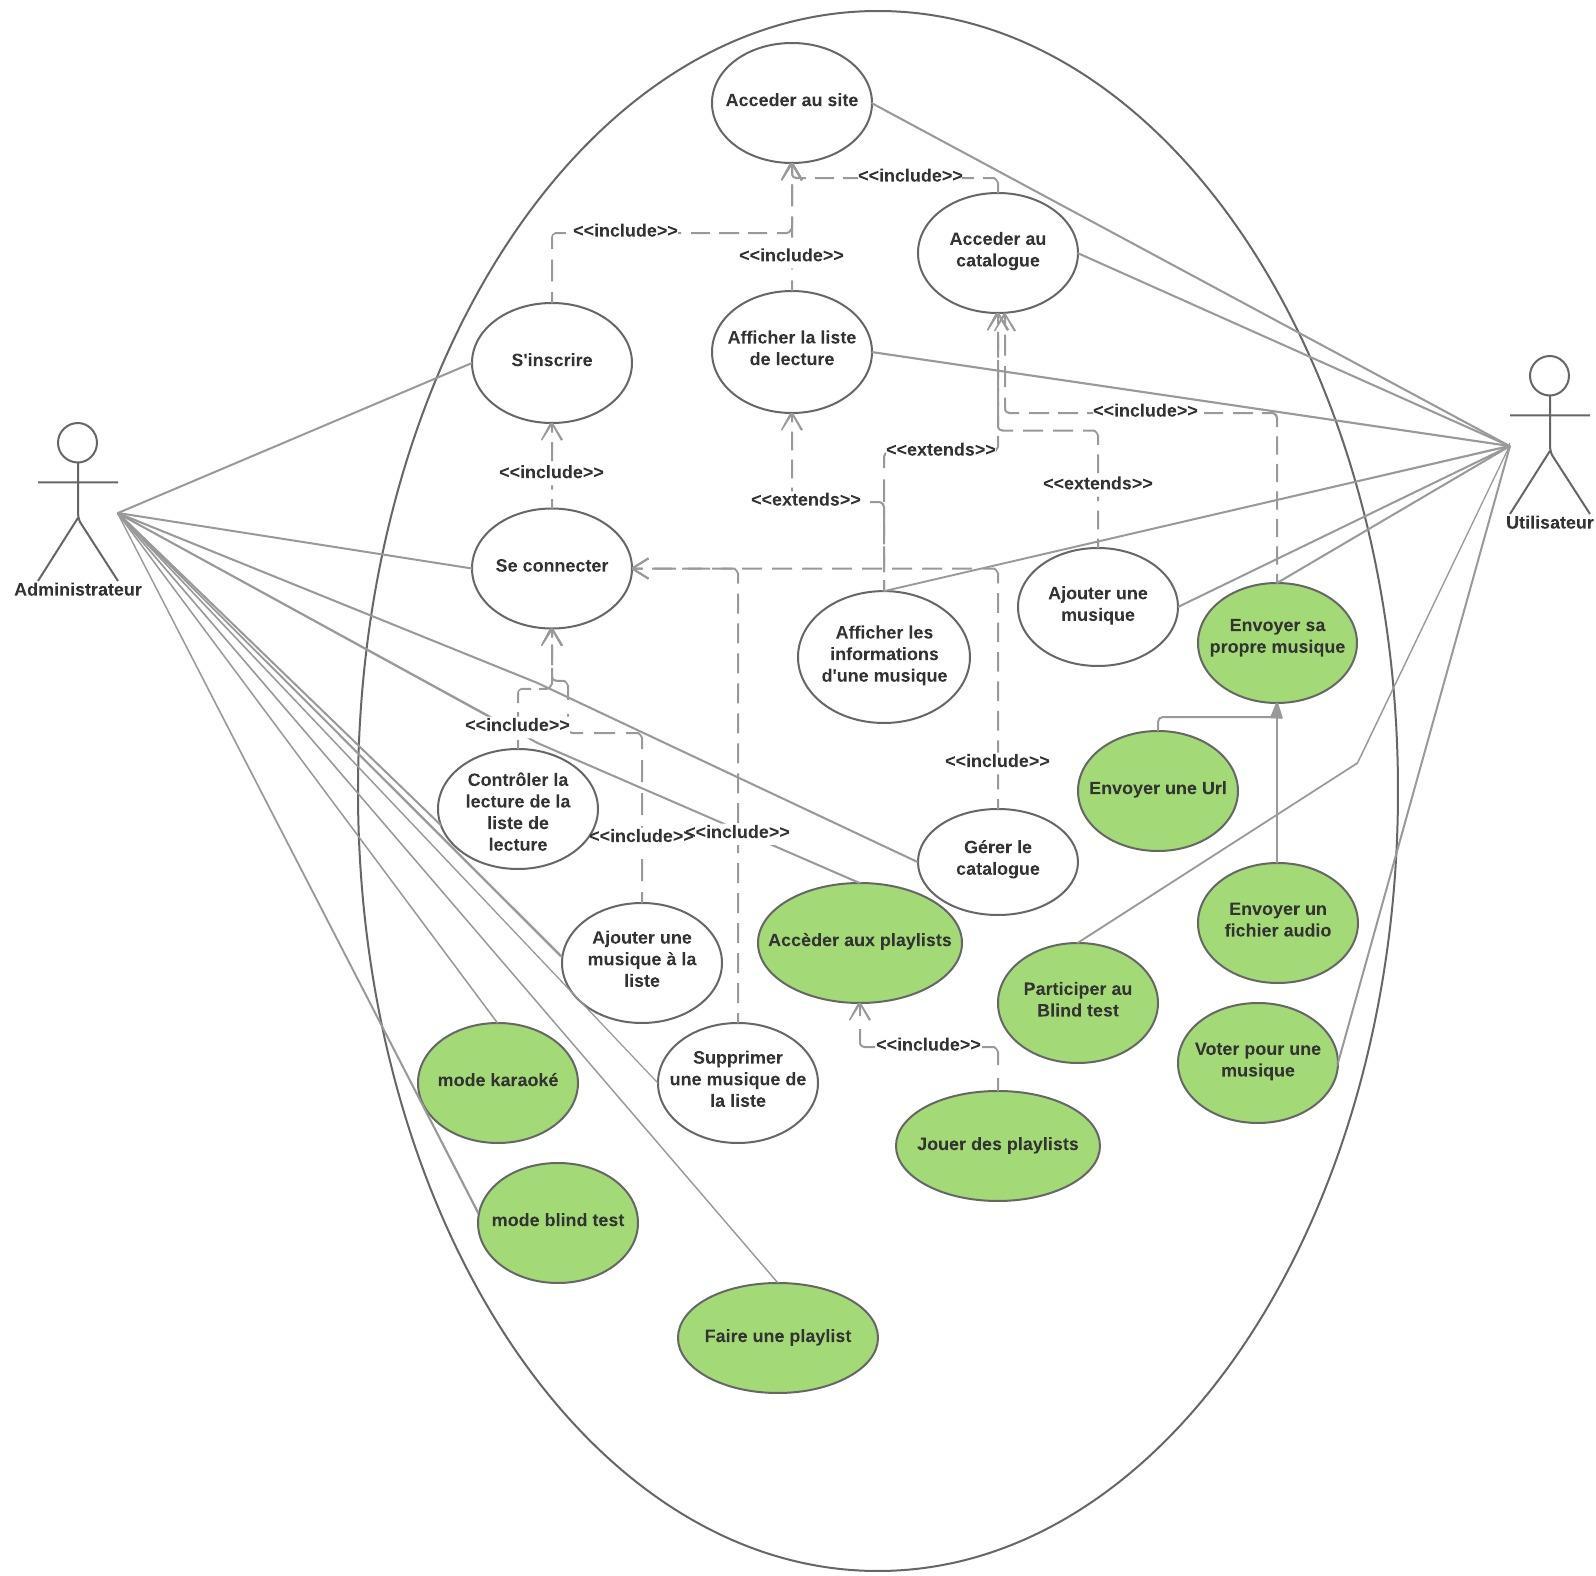 Acceder au site
<<include>>
<<include>>
Acceder au
catalogue
<<include>>
S'inscrire
Afficher la liste
de lecture
<<include>>
<<extends>>
<<include>>
<<extends>>
<<extends>>
Utilisateur
Administrateur
Se connecter
Ajouter une
musique
Afficher les
informations
d'une musique
Envoyer sa
propre musique
<<include>>
<<include>>
Contrôler la
lecture de la
liste de
lecture
Envoyer une Url
<<include>>
<<include>>
Gérer le
catalogue
Ajouter une
musique à la
liste
Accèder aux playlists
Envoyer un
fichier audio
Participer au
Blind test
<<include>>
Voter pour une
musique
mode karaoké
Supprimer
une musique de
la liste
Jouer des playlists
mode blind test
Faire une playlist